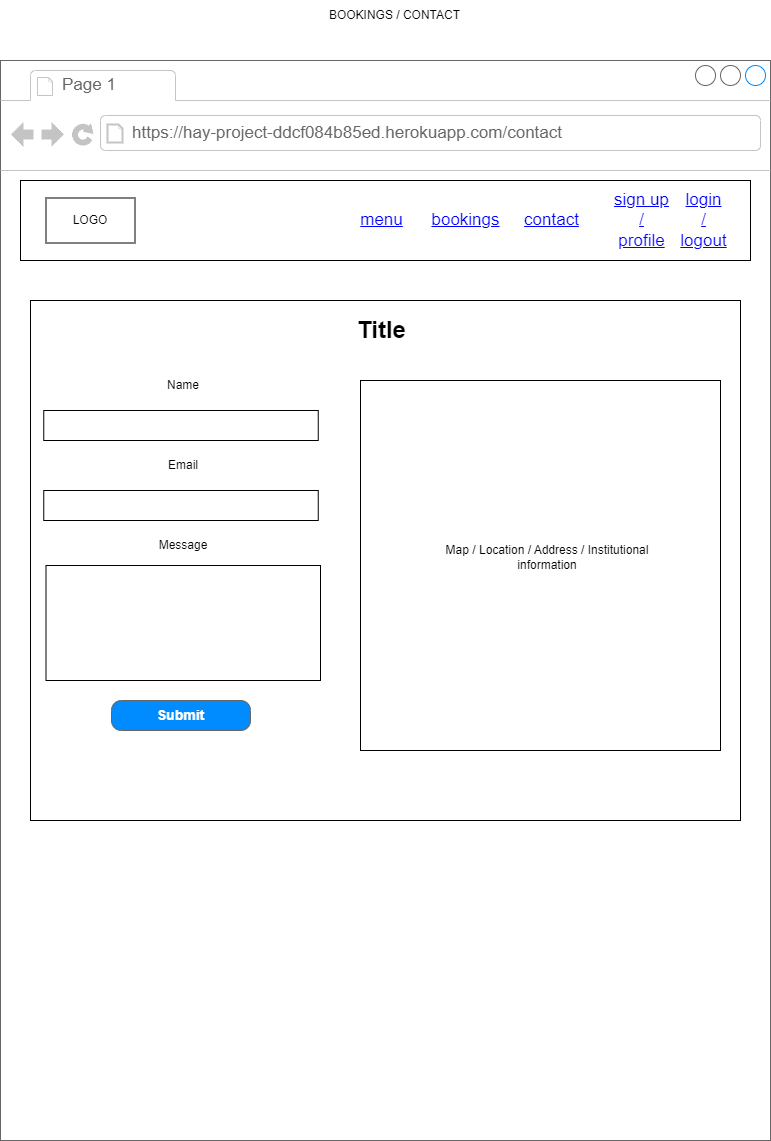 BOOKINGS / CONTACT
Page 1
https://hay-project-ddcf084b85ed.herokuapp.com/contact
LOGO
menu
bookings
contact
sign up
/
profile
login
/
logout
Title
Name
Email
Message
Submit
Map / Location / Address / Institutional
information